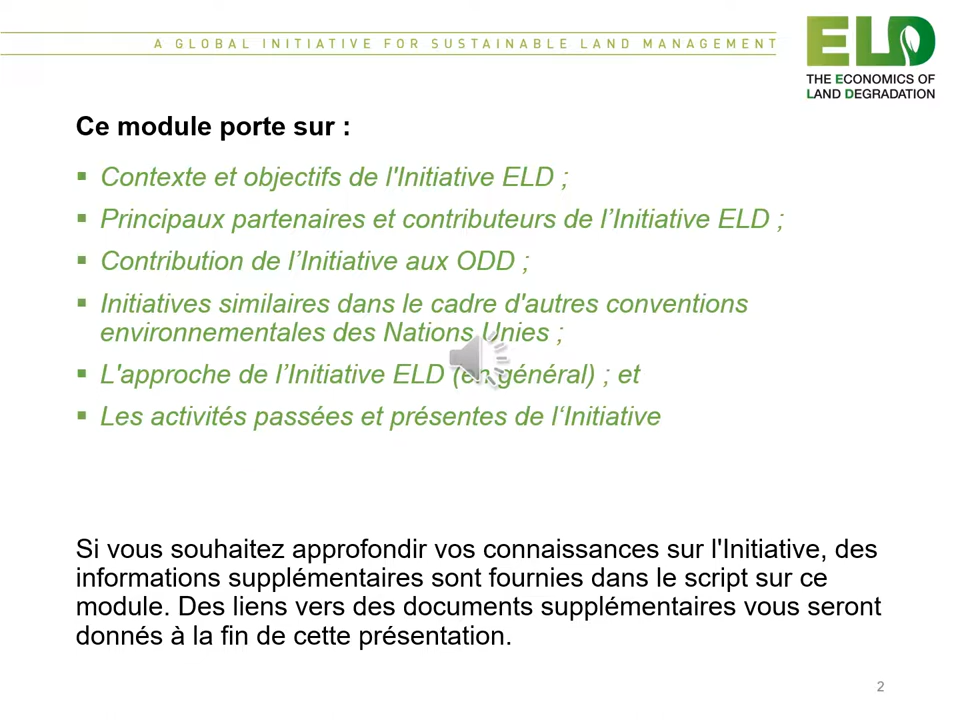 A GLOBAL INITIATIVE FOR SUSTAINABLE LAND MANAGEMENT
ELD
THE ECONOMICS OF
LAND DEGRADATION
Ce module porte sur :
▪ Contexte et objectifs de l'Initiative ELD ;
▪ Principaux partenaires et contributeurs de l’Initiative ELD ;
▪ Contribution de l’Initiative aux ODD ;
▪ Initiatives similaires dans le cadre d'autres conventions
environnementales des Nations Unies ;
▪ L'approche de l’Initiative ELD (en général) ; et
▪ Les activités passées et présentes de l‘Initiative
Si vous souhaitez approfondir vos connaissances sur l'Initiative, des
informations supplémentaires sont fournies dans le script sur ce
module. Des liens vers des documents supplémentaires vous seront
donnés à la fin de cette présentation.
2